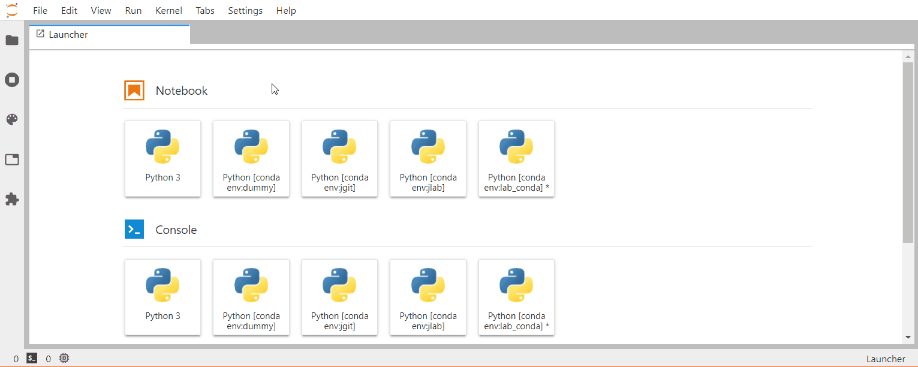 File Edit View Run Kernel Tabs Settings Help
Launcher
Notebook
Python 3
Python [conda env:dummy]
Python [conda env:jgit]
Python [conda env:jlab]
Python [conda env:lab_conda] *
Console
Python 3
Python [conda env:dummy]
Python [conda env:jgit]
Python [conda env:jlab]
Python [conda env:lab_conda] *
0 $_ 0 Launcher